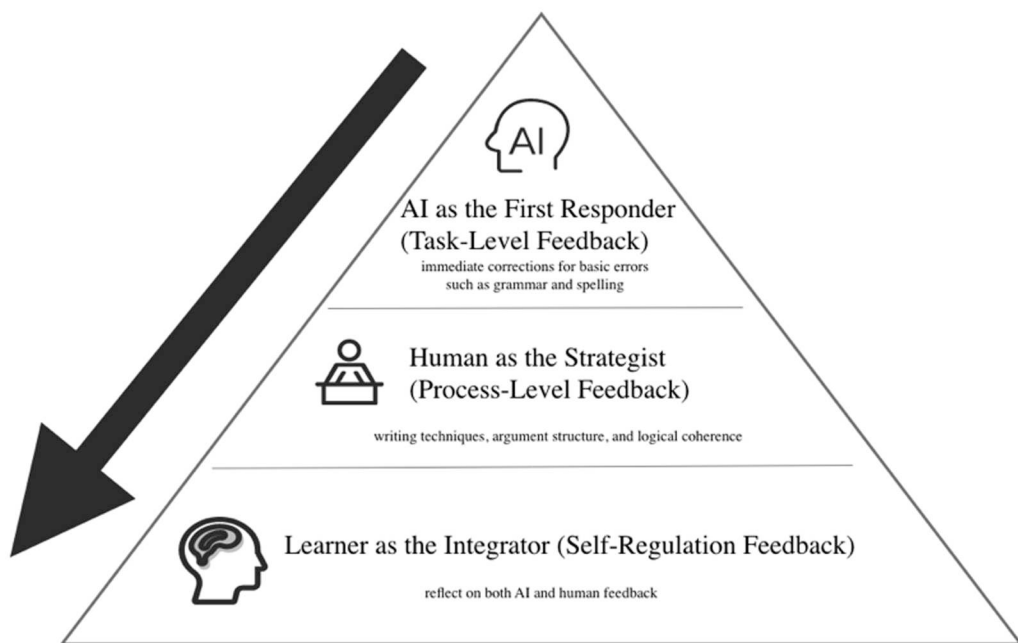 AI
AI as the First Responder
(Task-Level Feedback)
immediate corrections for basic errors
such as grammar and spelling
Human as the Strategist
(Process-Level Feedback)
writing techniques, argument structure, and logical coherence
Learner as the Integrator (Self-Regulation Feedback)
reflect on both AI and human feedback